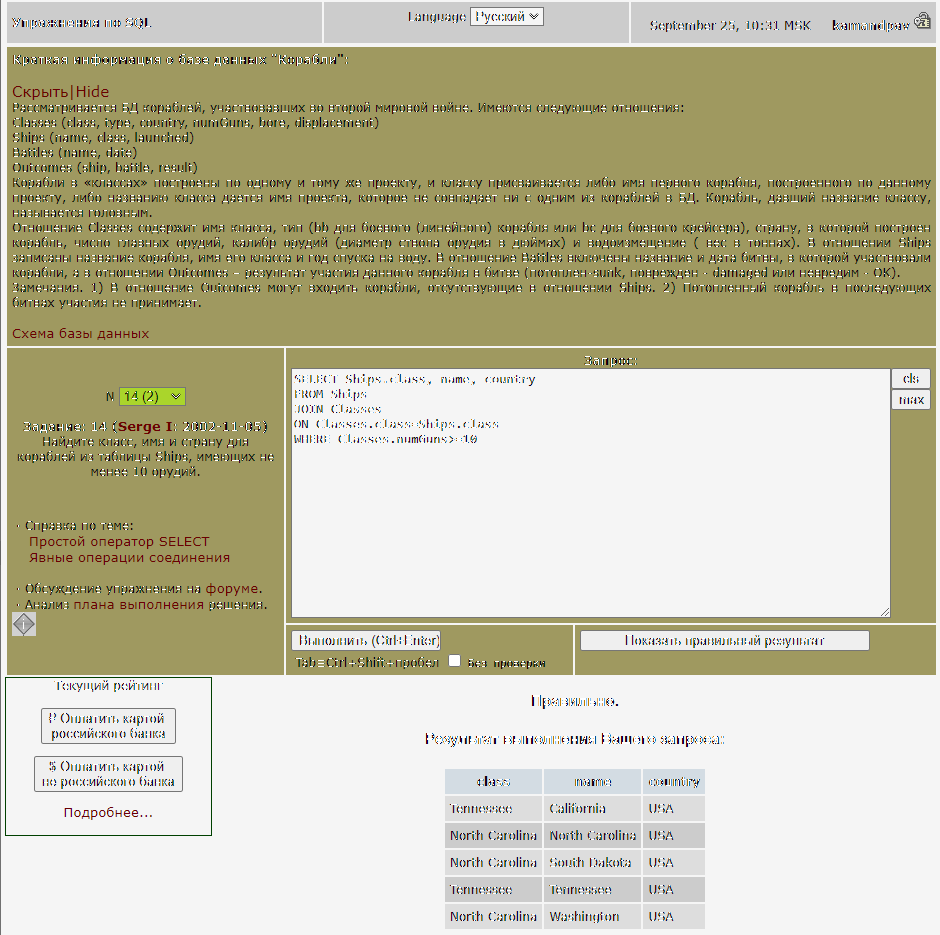 Упражнения по SQL
Language Русский
September 25, 10:31 MSK
kamandpav
Краткая информация о базе данных "Корабли":
Скрыть|Hide
Рассматривается БД кораблей, участвовавших во второй мировой войне. Имеются следующие отношения:
Classes (class, type, country, numGuns, bore, displacement)
Ships (name, class, launched)
Battles (name, date)
Outcomes (ship, battle, result)
Корабли в «классах» построены по одному и тому же проекту, и классу присваивается либо имя первого корабля, построенного по данному
проекту, либо названию класса дается имя проекта, которое не совпадает ни с одним из кораблей в БД. Корабль, давший название классу,
называется головным.
Отношение Classes содержит имя класса, тип (bb для боевого (линейного) корабля или bc для боевого крейсера), страну, в которой построен
корабль, число главных орудий, калибр орудий (диаметр ствола орудия в дюймах) и водоизмещение ( вес в тоннах). В отношении Ships
записаны название корабля, имя его класса и год спуска на воду. В отношение Battles включены название и дата битвы, в которой участвовали
корабли, а в отношении Outcomes – результат участия данного корабля в битве (потоплен-sunk, поврежден - damaged или невредим - OK).
Замечания. 1) В отношение Outcomes могут входить корабли, отсутствующие в отношении Ships. 2) Потопленный корабль в последующих
битвах участия не принимает.
Схема базы данных
N 14 (2)
Задание: 14 (Serge I: 2002-11-05)
Найдите класс, имя и страну для
кораблей из таблицы Ships, имеющих не
менее 10 орудий.
· Справка по теме:
Простой оператор SELECT
Явные операции соединения
· Обсуждение упражнения на форуме.
· Анализ плана выполнения решения.
Запрос:
SELECT Ships.class, name, country
FROM Ships
JOIN Classes
ON Classes.class=Ships.class
WHERE Classes.numGuns>=10
cls
max
Выполнить (Ctrl+Enter)
Tab=Ctrl+Shift+пробел
без проверки
Показать правильный результат
Текущий рейтинг
₽ Оплатить картой
российского банка
$ Оплатить картой
не российского банка
Подробнее...
Правильно.
Результат выполнения Вашего запроса:
class name country
Tennessee California USA
North Carolina North Carolina USA
North Carolina South Dakota USA
Tennessee Tennessee USA
North Carolina Washington USA